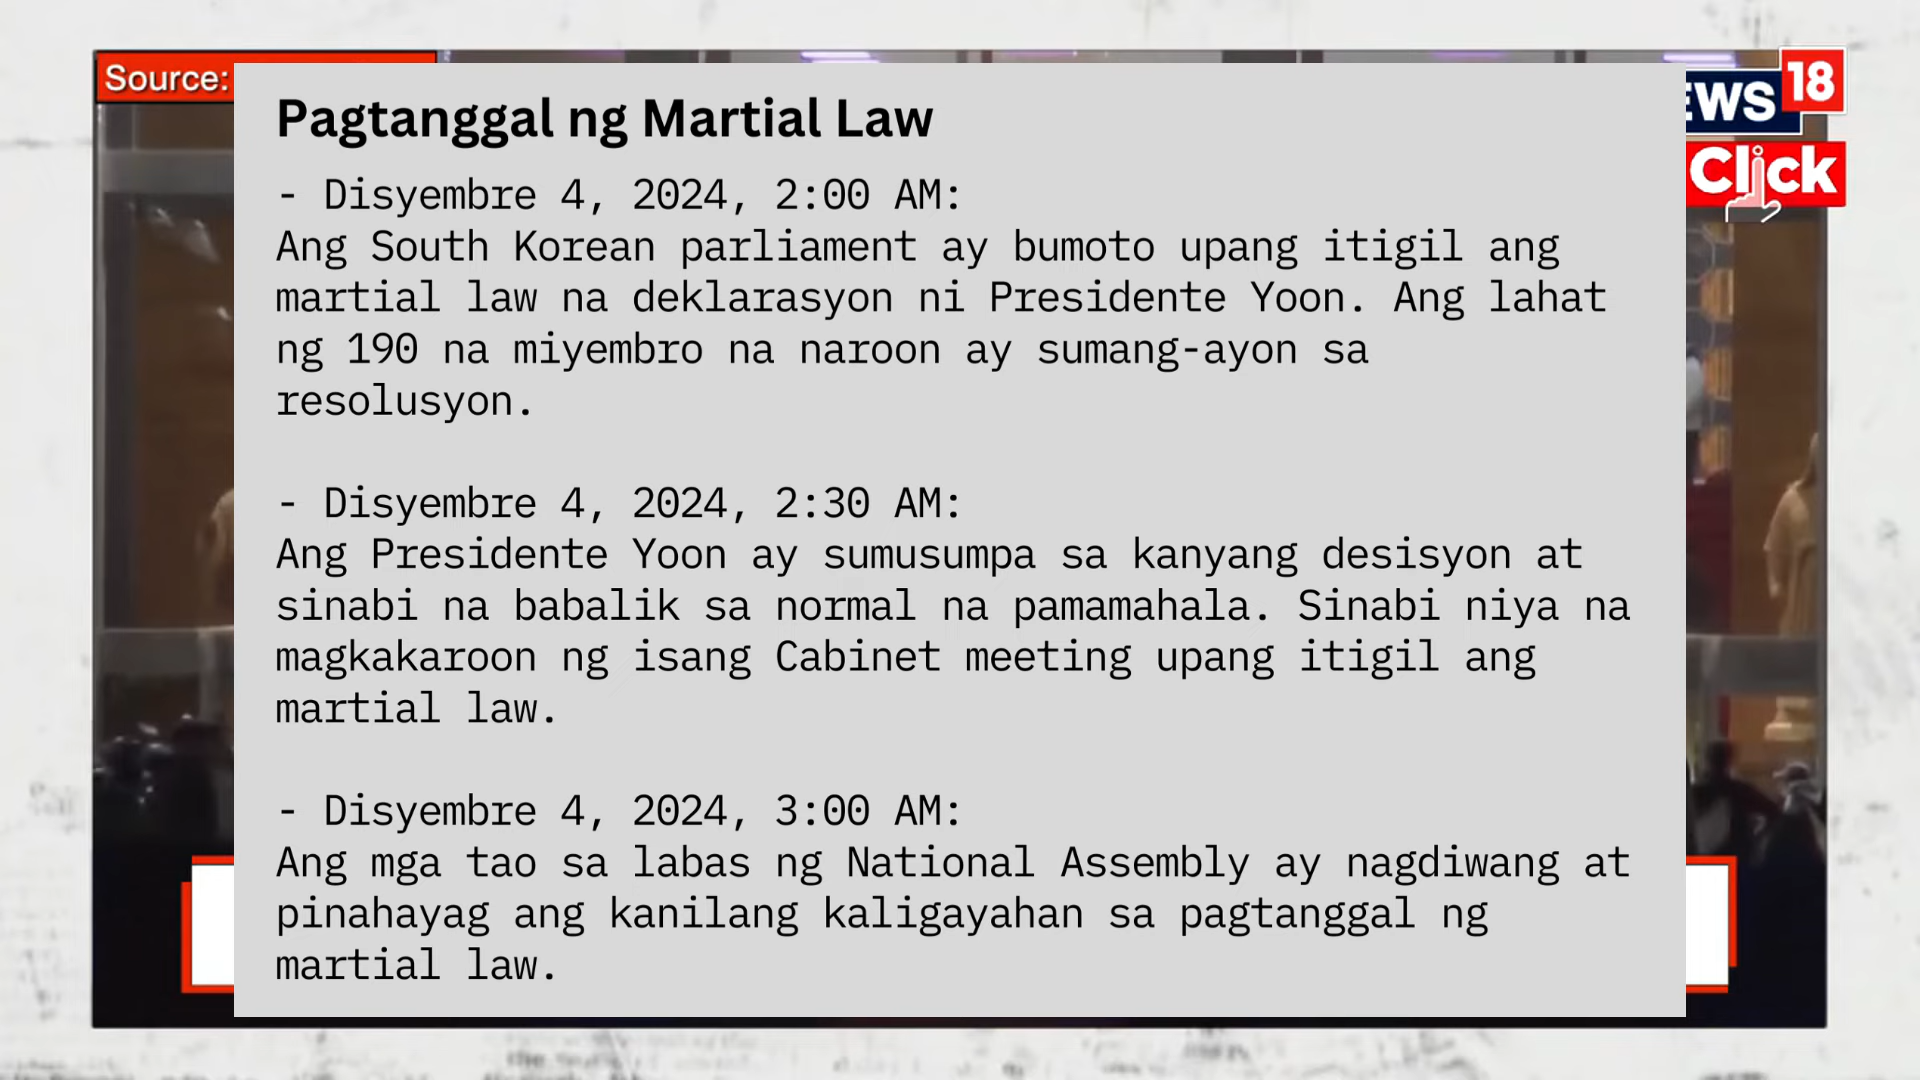 Source:
EWS 18
Click
Pagtanggal ng Martial Law
- Disyembre 4, 2024, 2:00 AM:
Ang South Korean parliament ay bumoto upang itigil ang
martial law na deklarasyon ni Presidente Yoon. Ang lahat
ng 190 na miyembro na naroon ay sumang-ayon sa
resolusyon.
- Disyembre 4, 2024, 2:30 AM:
Ang Presidente Yoon ay sumusumpa sa kanyang desisyon at
sinabi na babalik sa normal na pamamahala. Sinabi niya na
magkakaroon ng isang Cabinet meeting upang itigil ang
martial law.
- Disyembre 4, 2024, 3:00 AM:
Ang mga tao sa labas ng National Assembly ay nagdiwang at
pinahayag ang kanilang kaligayahan sa pagtanggal ng
martial law.